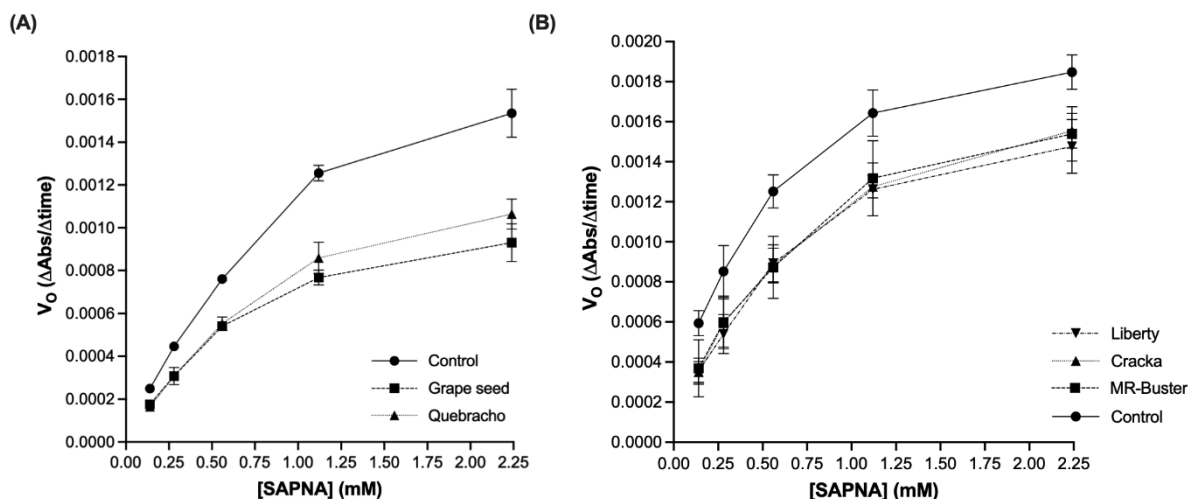 (A)
V₀ (ΔAbs/Δtime)
0.0018
0.0016
0.0014
0.0012
0.0010
0.0008
0.0006
0.0004
0.0002
0.0000
0.00 0.25 0.50 0.75 1.00 1.25 1.50 1.75 2.00 2.25
[SAPNA] (mM)
Control
Grape seed
Quebracho
(B)
V₀ (ΔAbs/Δtime)
0.0020
0.0018
0.0016
0.0014
0.0012
0.0010
0.0008
0.0006
0.0004
0.0002
0.0000
0.00 0.25 0.50 0.75 1.00 1.25 1.50 1.75 2.00 2.25
[SAPNA] (mM)
Liberty
Cracka
MR-Buster
Control